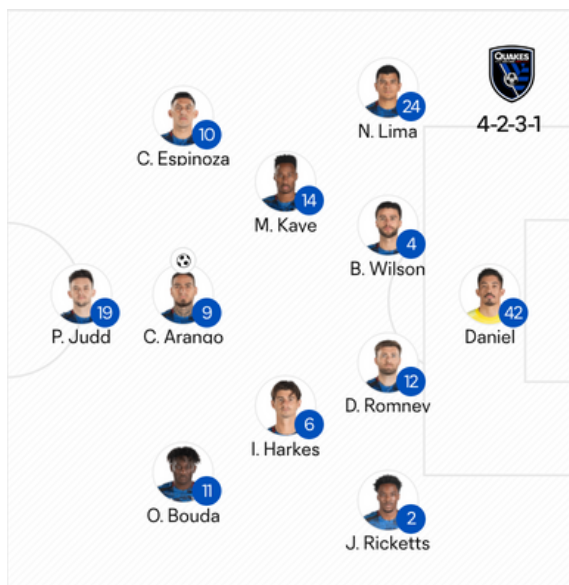 QUAKES
4-2-3-1
24
N. Lima
10
C. Espinoza
14
M. Kaye
4
B. Wilson
19
P. Judd
9
C. Arango
42
Daniel
12
D. Romney
6
I. Harkes
11
O. Bouda
2
J. Ricketts